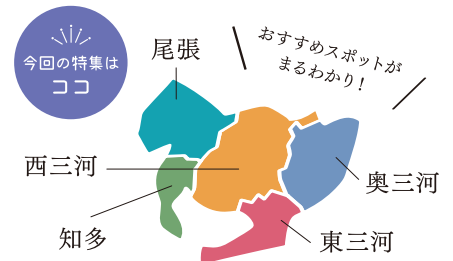 今回の特集は
ココ
尾張
おすすめスポットが
まるわかり!
西三河
奥三河
知多
東三河